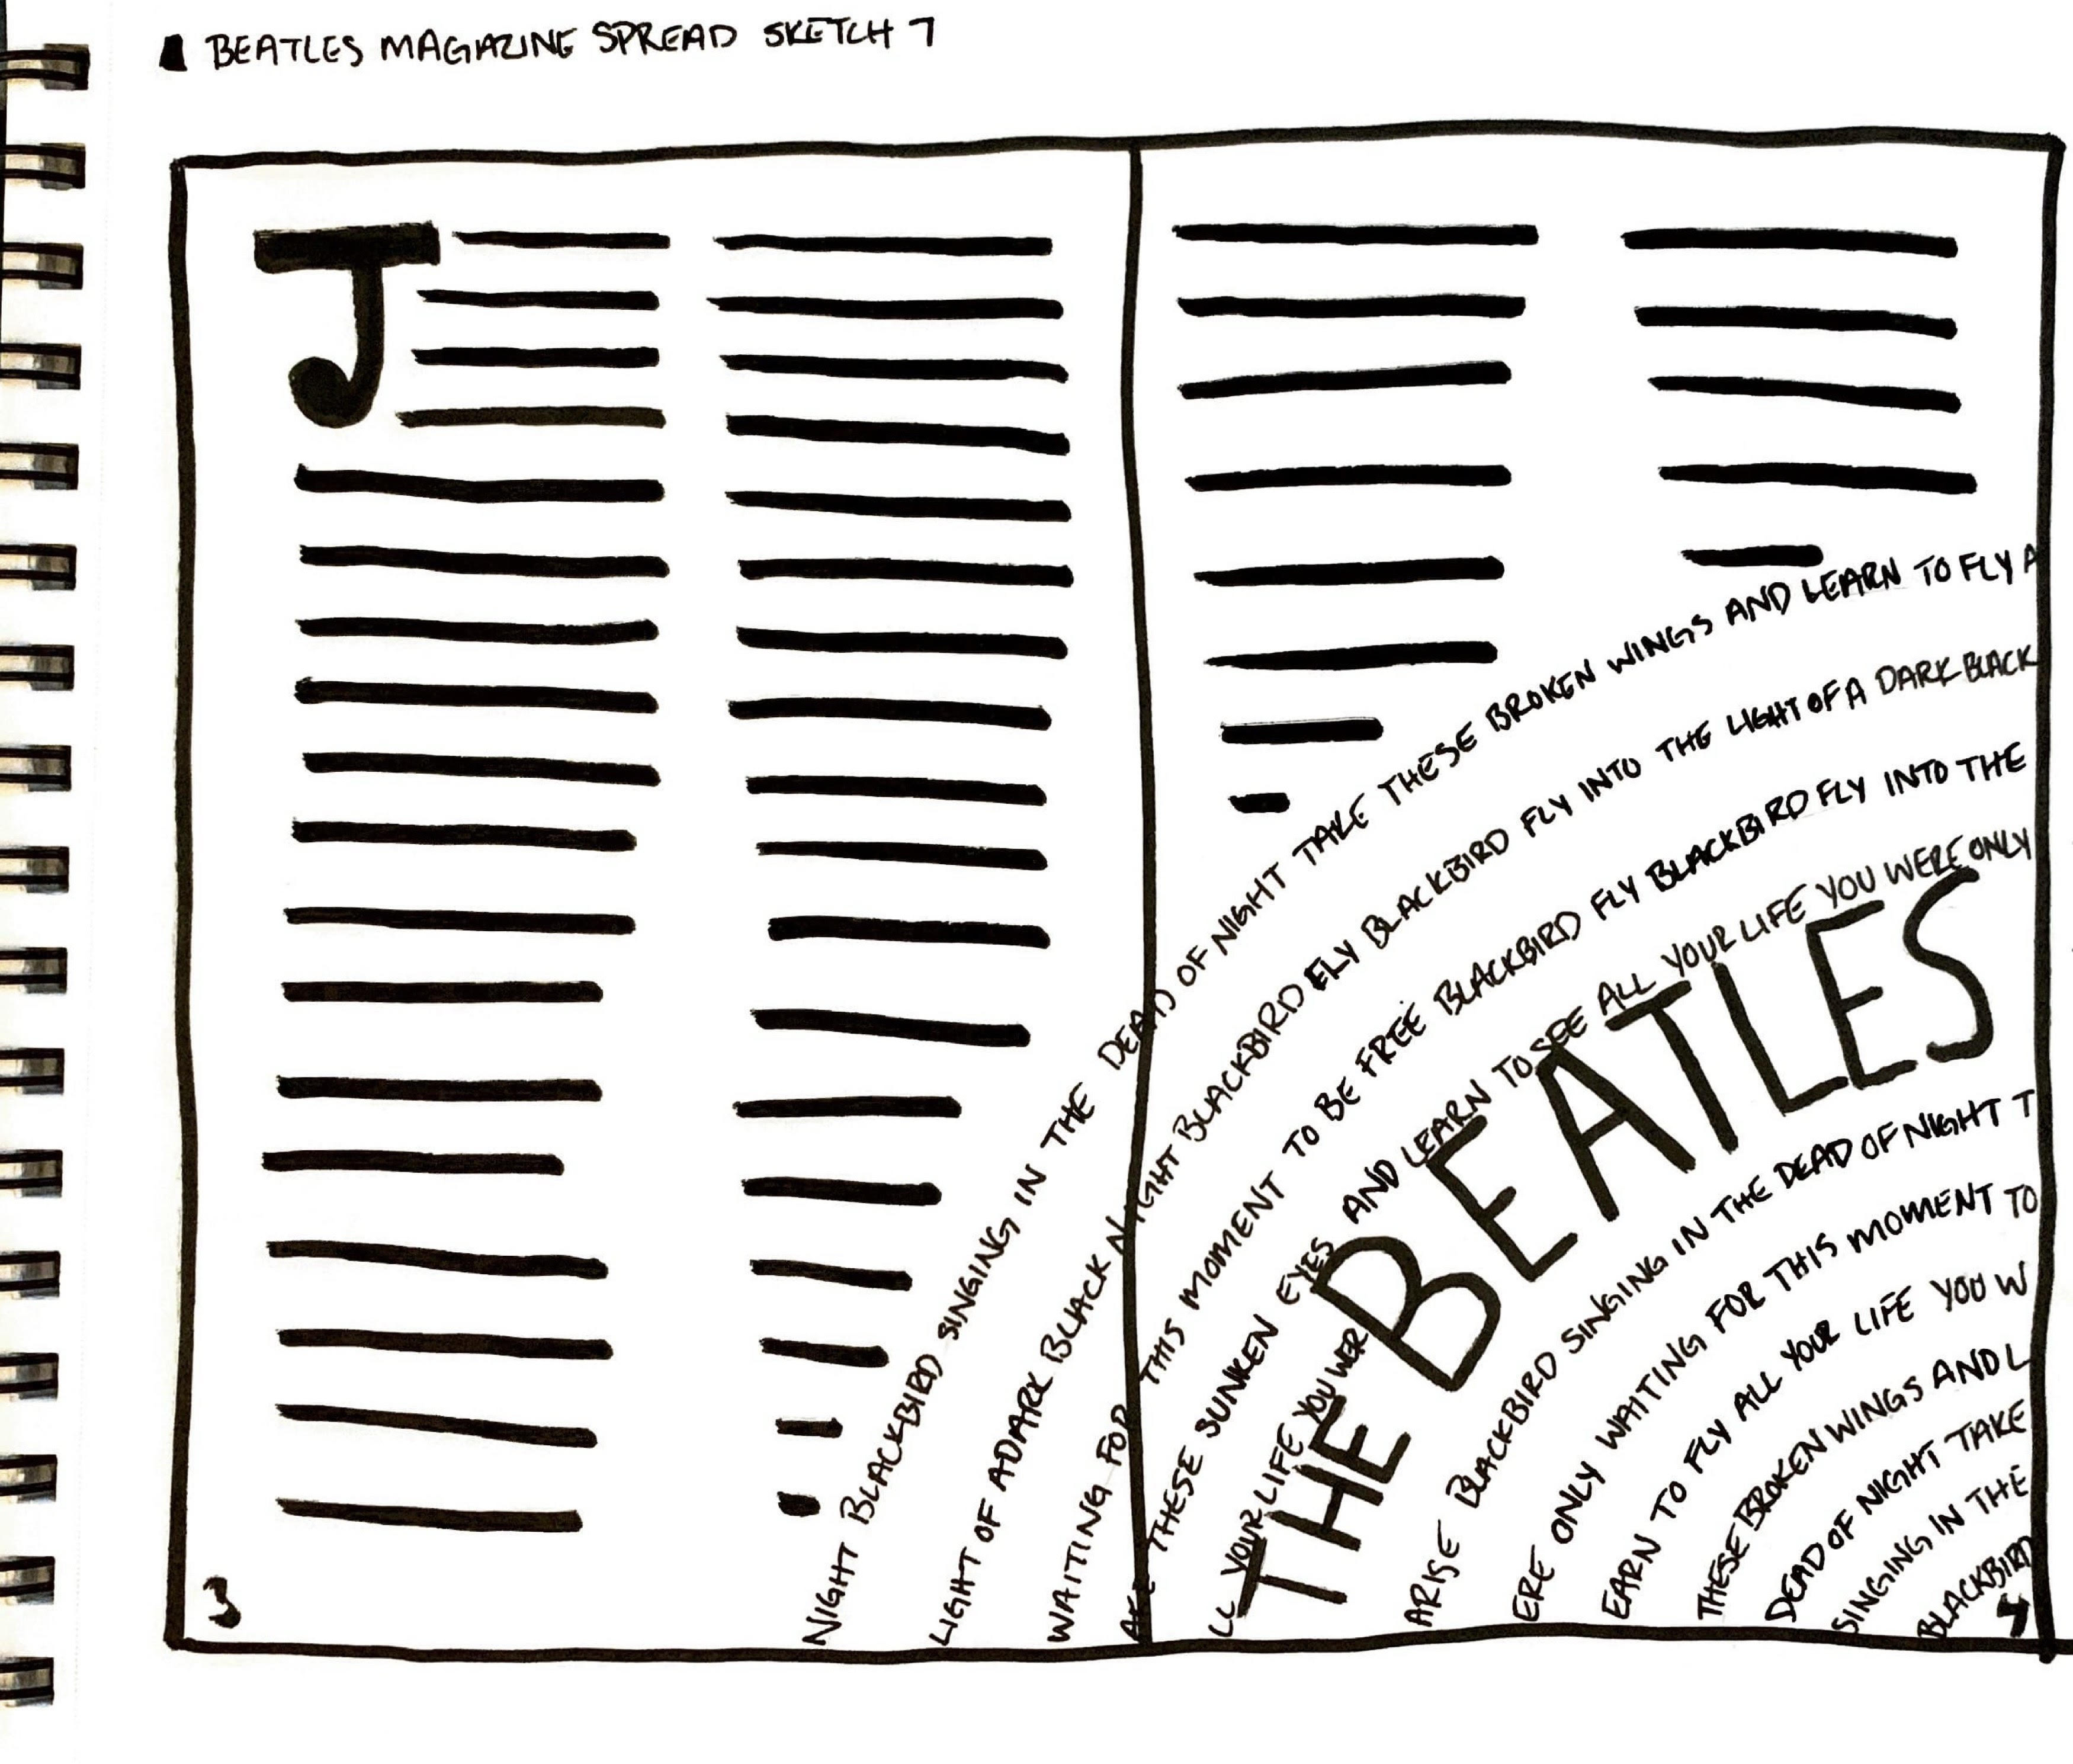 BEATLES MAGAZINE SPREAD SKETCH 7
J
NIGHT BLACKBIRD SINGING IN THE DEAD OF NIGHT TAKE THESE BROKEN WINGS AND LEARN TO FLY A
LIGHT OF A DARK BLACK NIGHT BLACKBIRD FLY BLACKBIRD FLY INTO THE LIGHT OF A DARK BLACK
WAITING FOR THIS MOMENT TO BE FREE BLACKBIRD FLY BLACKBIRD FLY INTO THE
THESE SUNKEN EYES AND LEARN TO SEE ALL YOUR LIFE YOU WERE ONLY
LL YOUR LIFE YOU WER
THE BEATLES
ARISE BLACKBIRD SINGING IN THE DEAD OF NIGHT T
ERE ONLY WAITING FOR THIS MOMENT TO
EARN TO FLY ALL YOUR LIFE YOU W
THESE BROKEN WINGS AND L
DEAD OF NIGHT TAKE
SINGING IN THE
BLACKBIRD
3
4